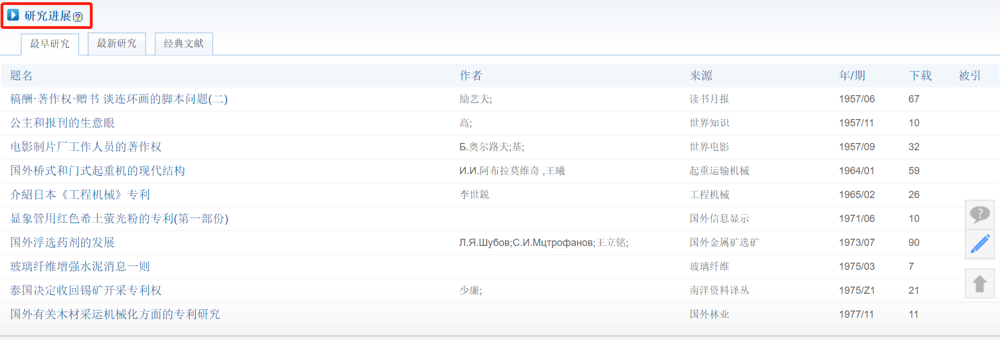 研究进展?
最早研究 最新研究 经典文献
题名 作者 来源 年/期 下载 被引
稿酬·著作权·赠书 谈连环画的脚本问题(二) 励艺夫; 读书月报 1957/06 67
公主和报刊的生意眼 高; 世界知识 1957/11 10
电影制片厂工作人员的著作权 Б.奥尔路夫;基; 世界电影 1957/09 32
国外桥式和门式起重机的现代结构 И.И.阿布拉莫维奇 ,王曦 起重运输机械 1964/01 59
介紹日本《工程机械》专利 李世鋭 工程机械 1965/02 26
显象管用红色希土萤光粉的专利(第一部份) 国外信息显示 1971/06 10
国外浮选药剂的发展 Л.Я.Шубов;С.И.Мцтрофанов;王立铭; 国外金属矿选矿 1973/07 90
玻璃纤维增强水泥消息一则 玻璃纤维 1975/03 7
泰国决定收回锡矿开采专利权 少廉; 南洋资料译丛 1975/Z1 21
国外有关木材采运机械化方面的专利研究 国外林业 1977/11 11